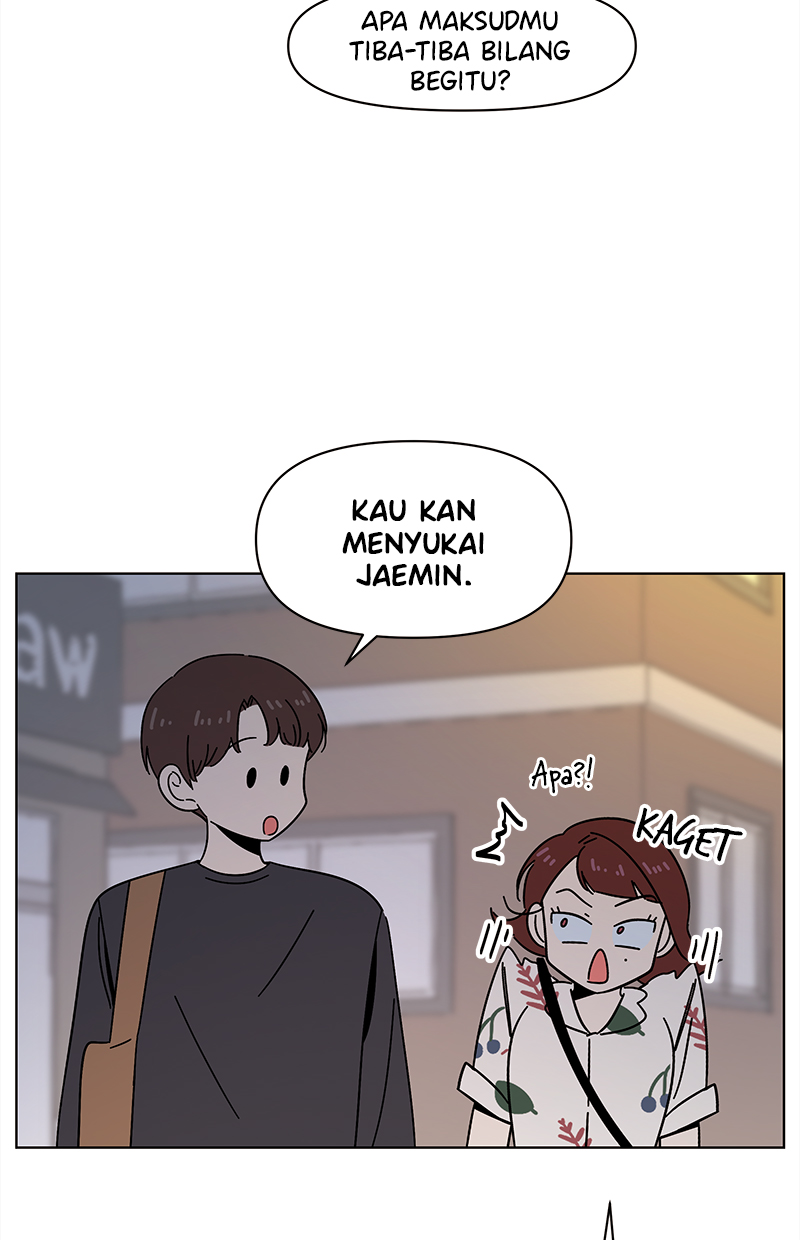 APA MAKSUDMU
TIBA-TIBA BILANG
BEGITU?
KAU KAN
MENYUKAI
JAEMIN.
aw
Apa?!
KAGET